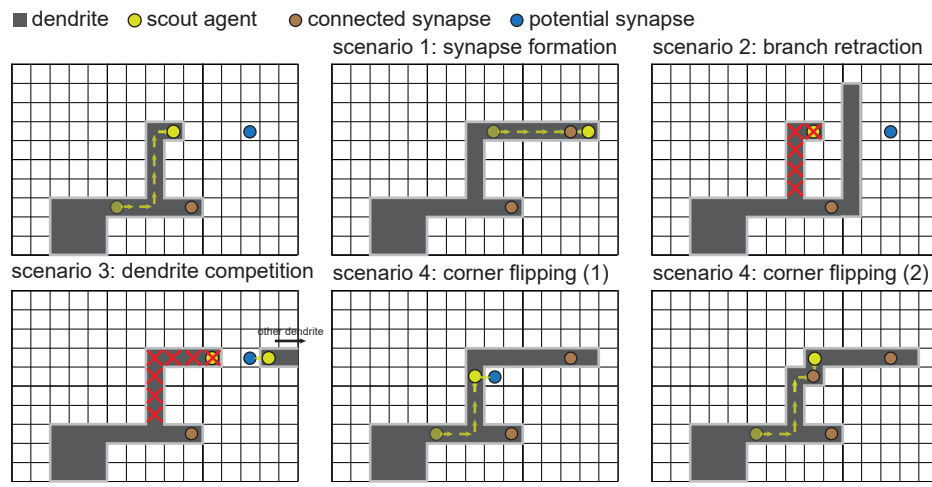 dendrite scout agent connected synapse potential synapse
scenario 1: synapse formation scenario 2: branch retraction
scenario 3: dendrite competition scenario 4: corner flipping (1) scenario 4: corner flipping (2)
other dendrite